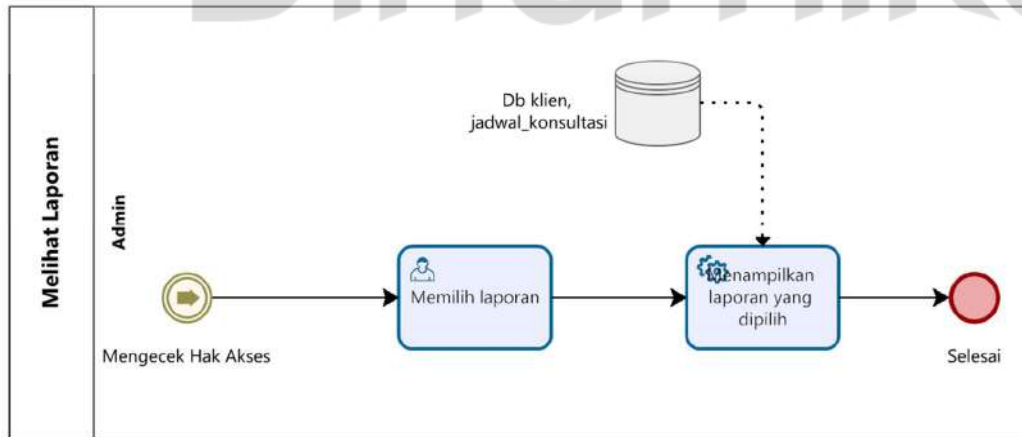 Melihat Laporan
Admin
Db klien,
jadwal_konsultasi
Mengecek Hak Akses
Memilih laporan
Menampilkan
laporan yang
dipilih
Selesai